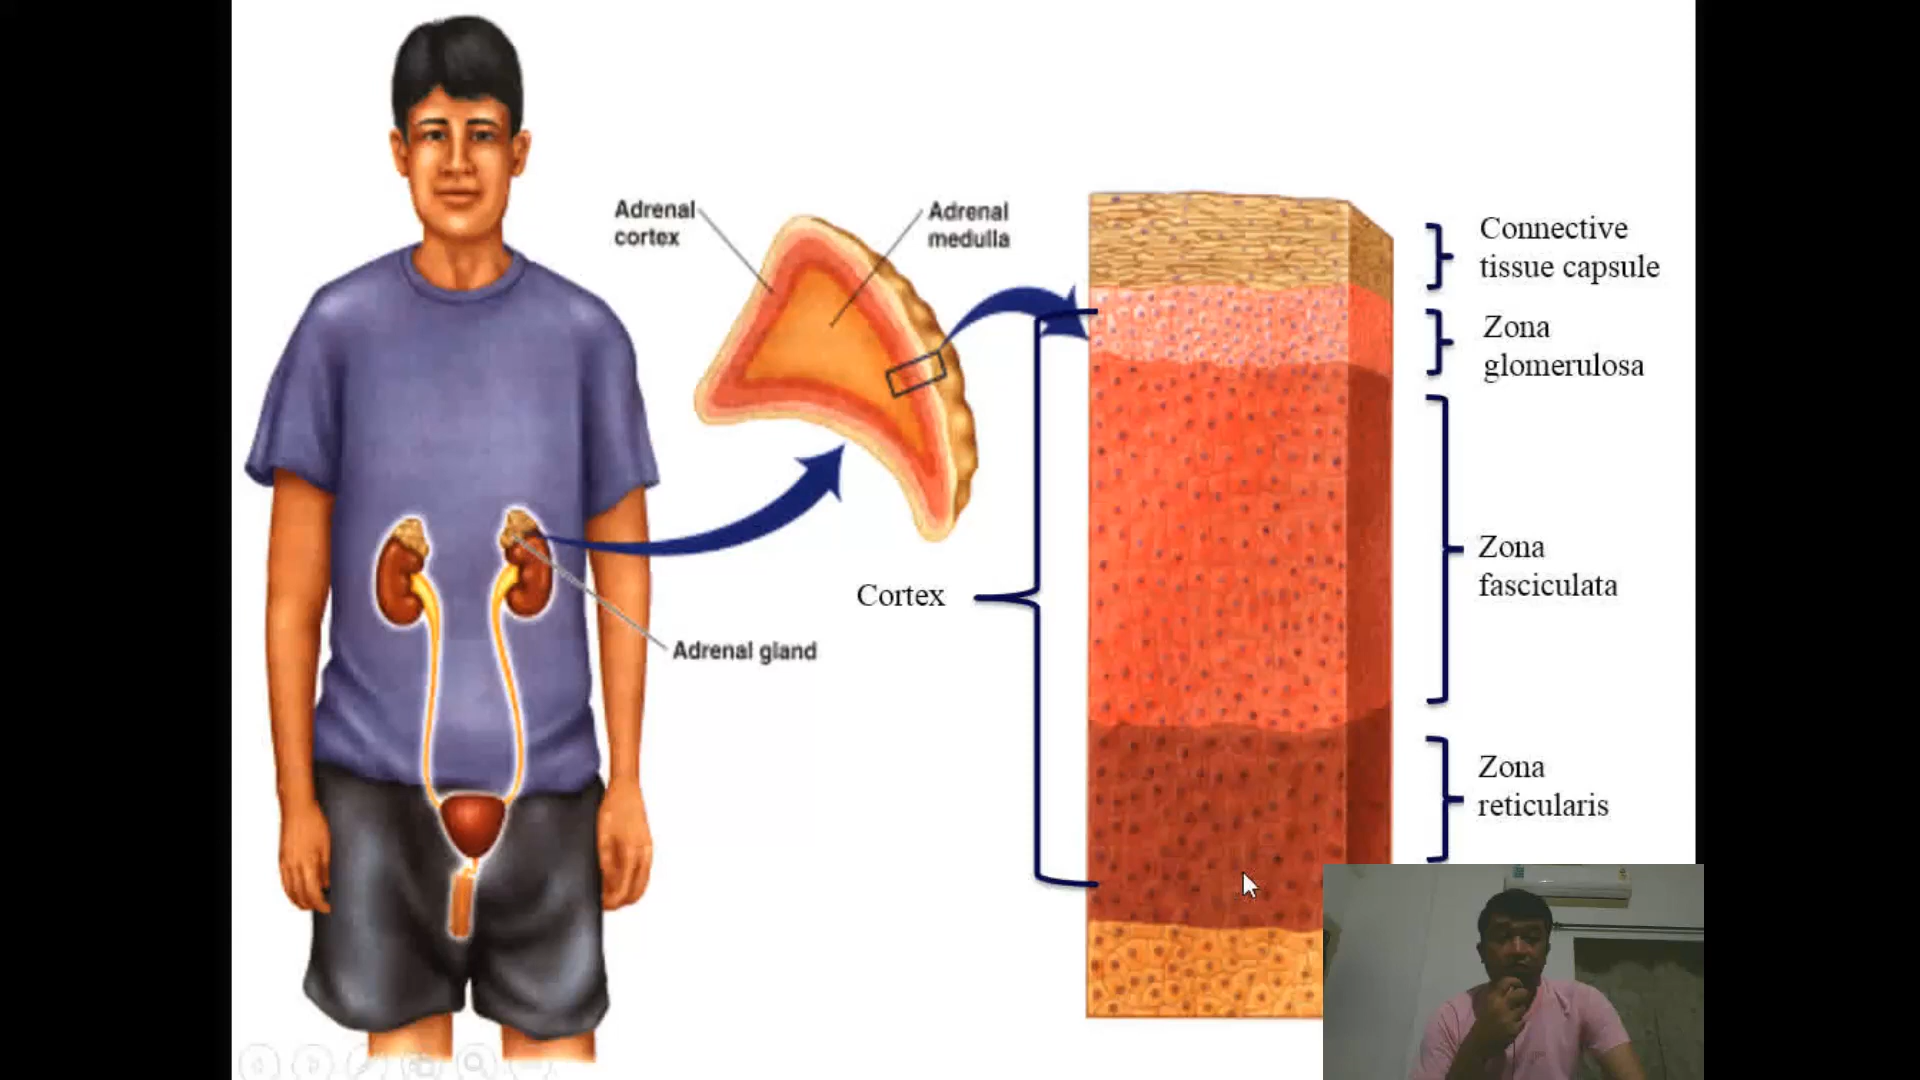 Adrenal
cortex
Adrenal
medulla
Connective
tissue capsule
Zona
glomerulosa
Zona
fasciculata
Cortex
Adrenal gland
Zona
reticularis